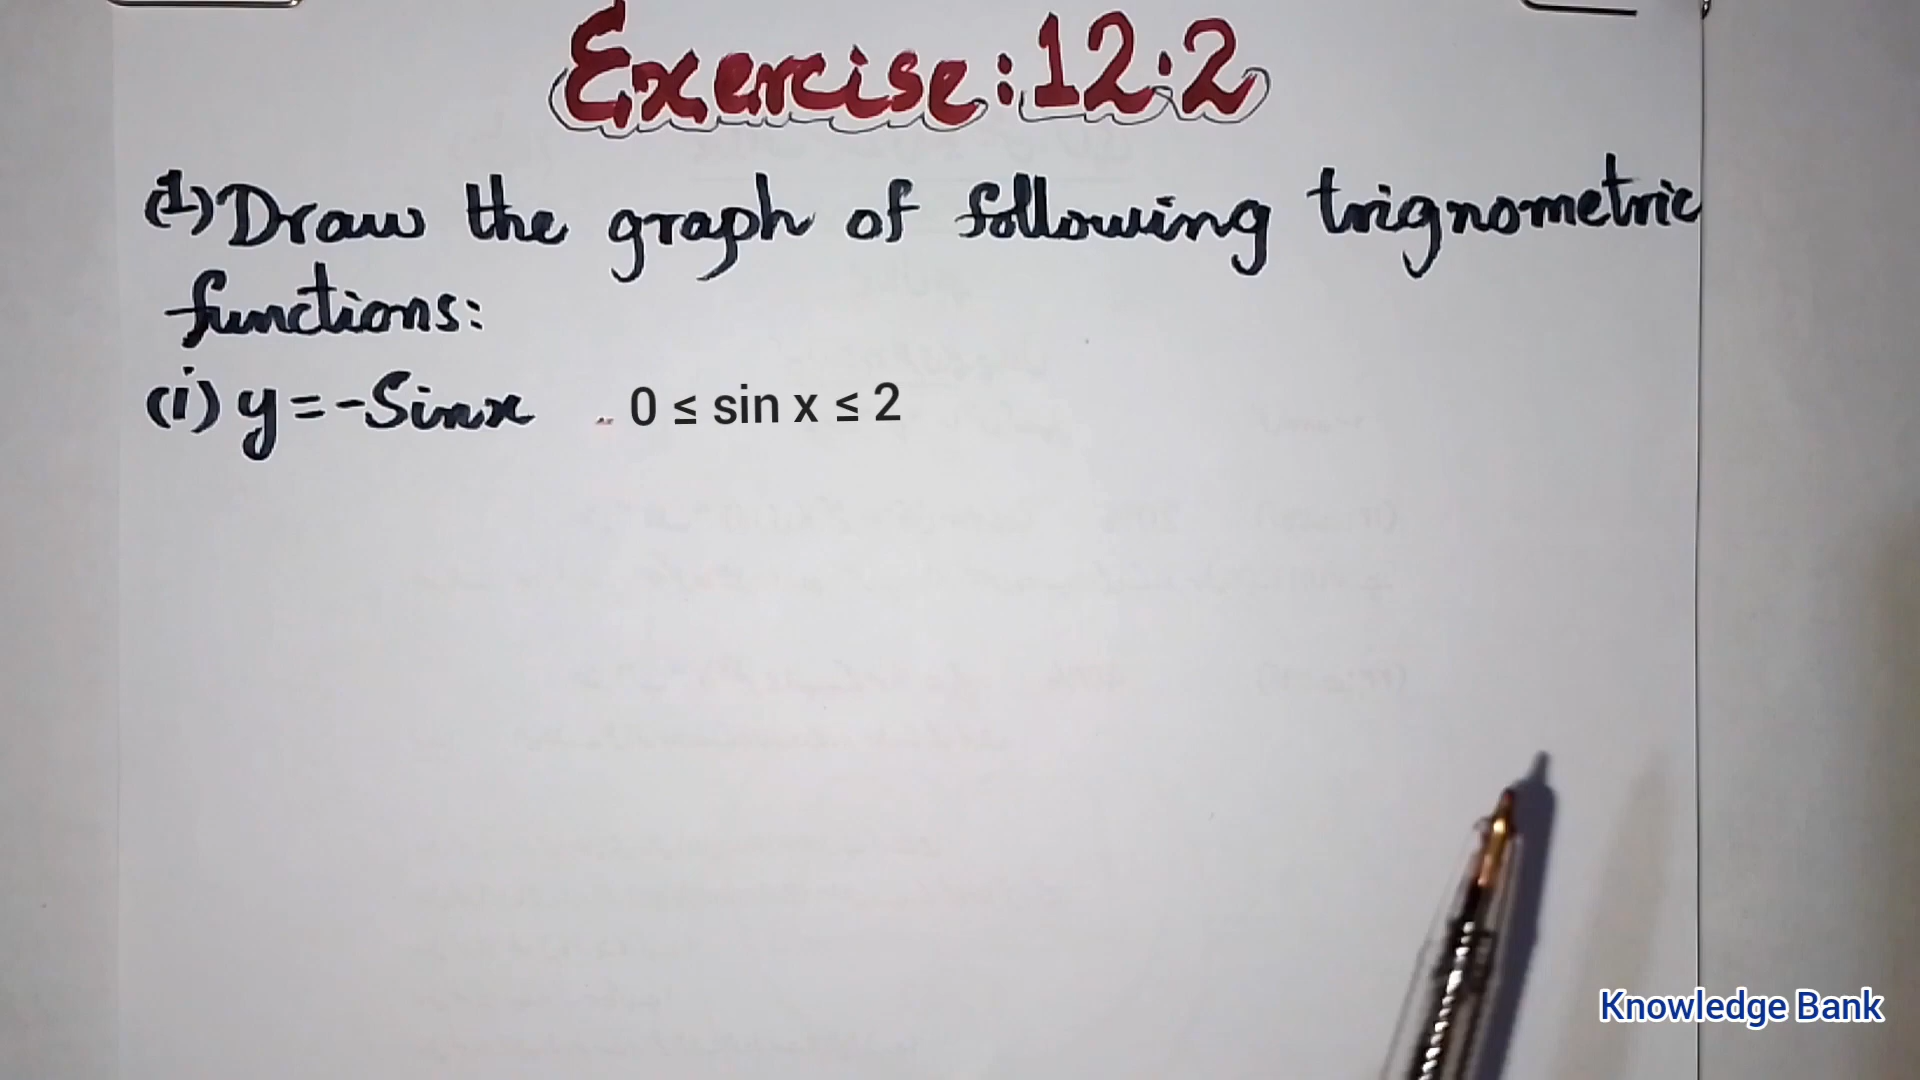 Exercise:12:2
(1) Draw the graph of following trignometric
functions:
(i) y = -Sinx 0 ≤ sin x ≤ 2
Knowledge Bank